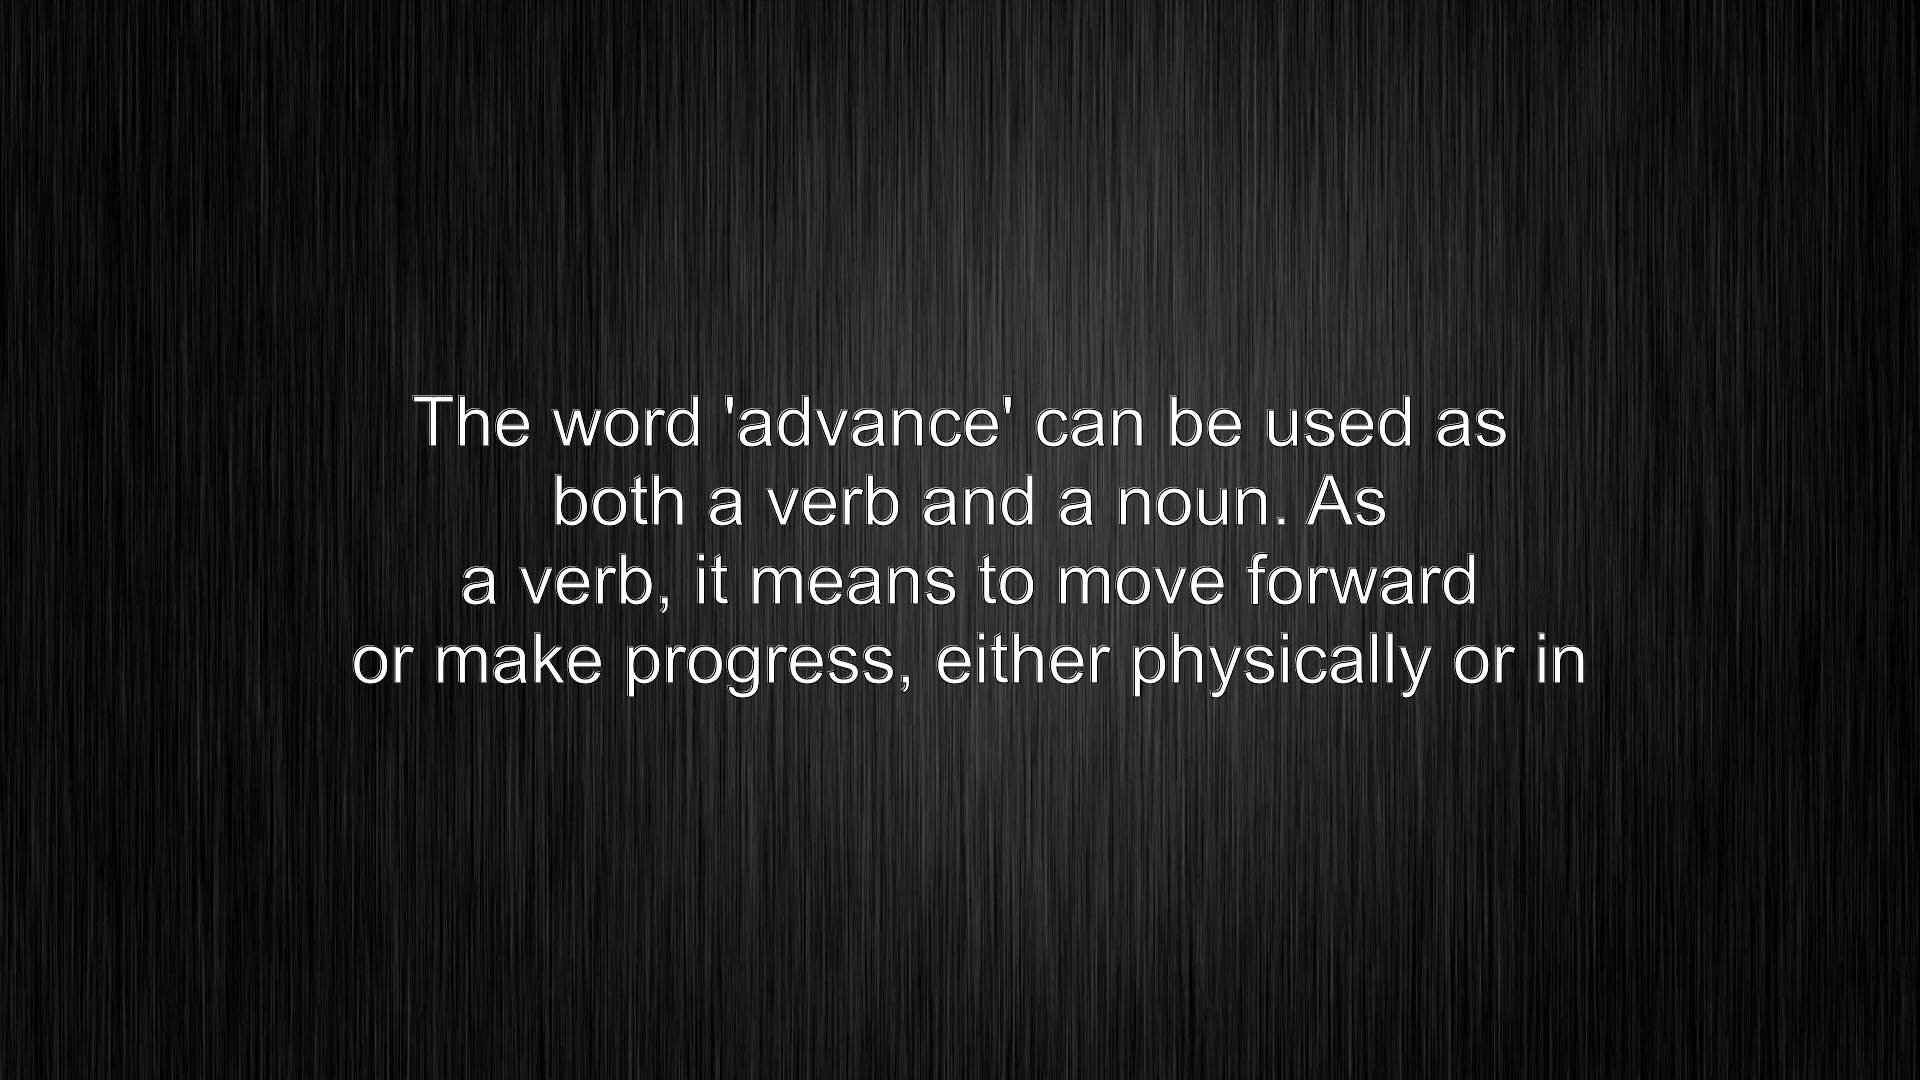 The word 'advance' can be used as
both a verb and a noun. As
a verb, it means to move forward
or make progress, either physically or in